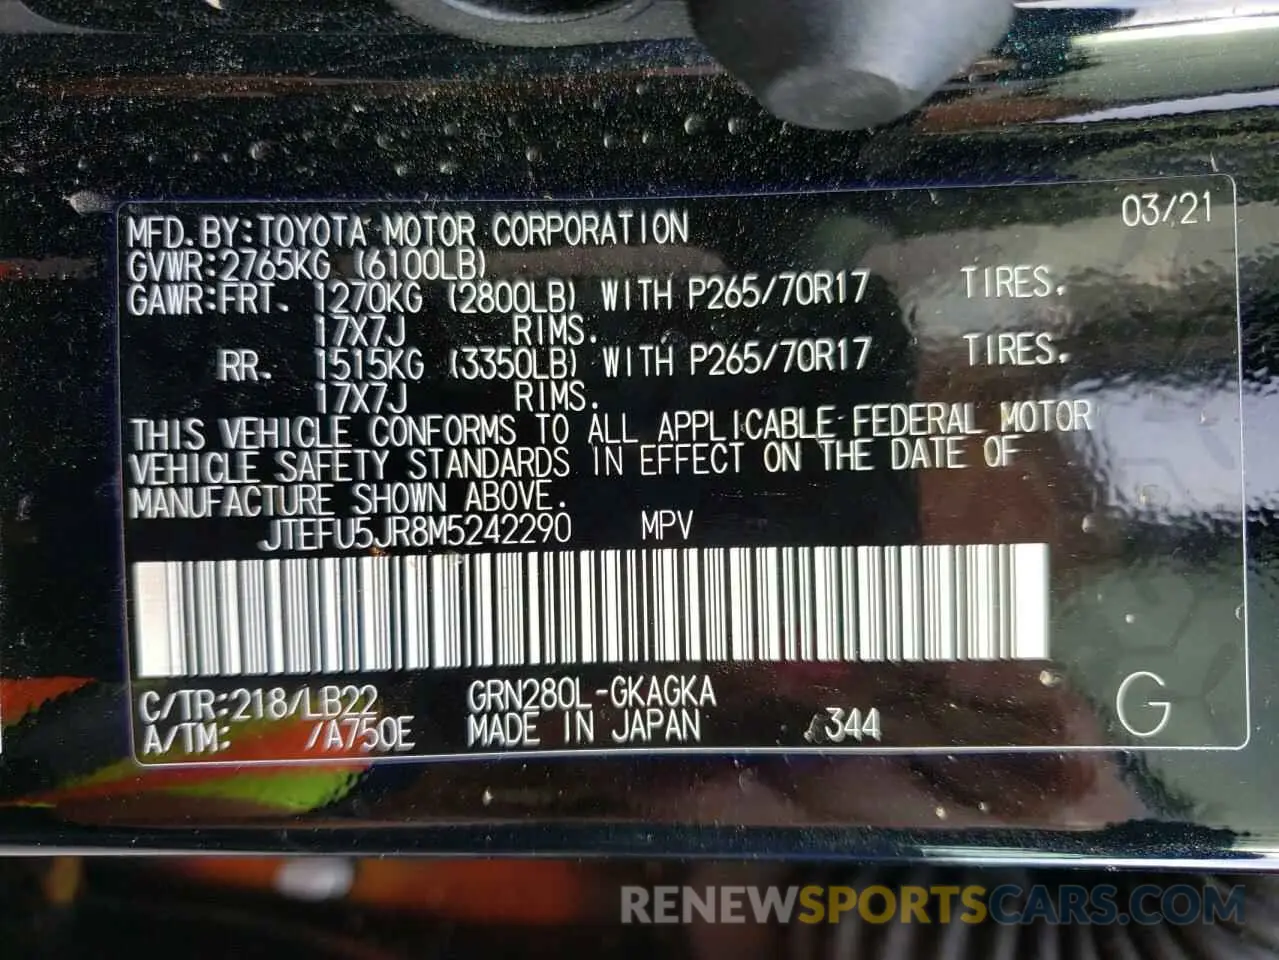 MFD.BY:TOYOTA MOTOR CORPORATION 03/21
GVWR:2765KG (6100LB)
GAWR:FRT. 1270KG (2800LB) WITH P265/70R17 TIRES.
17X7J RIMS.
RR. 1515KG (3350LB) WITH P265/70R17 TIRES.
17X7J RIMS.
THIS VEHICLE CONFORMS TO ALL APPLICABLE FEDERAL MOTOR
VEHICLE SAFETY STANDARDS IN EFFECT ON THE DATE OF
MANUFACTURE SHOWN ABOVE.
JTEFU5JR8M5242290 MPV
C/TR:218/LB22 GRN280L-GKAGKA
A/TM: /A750E MADE IN JAPAN 344 G
RENEWSPORTSCARS.COM